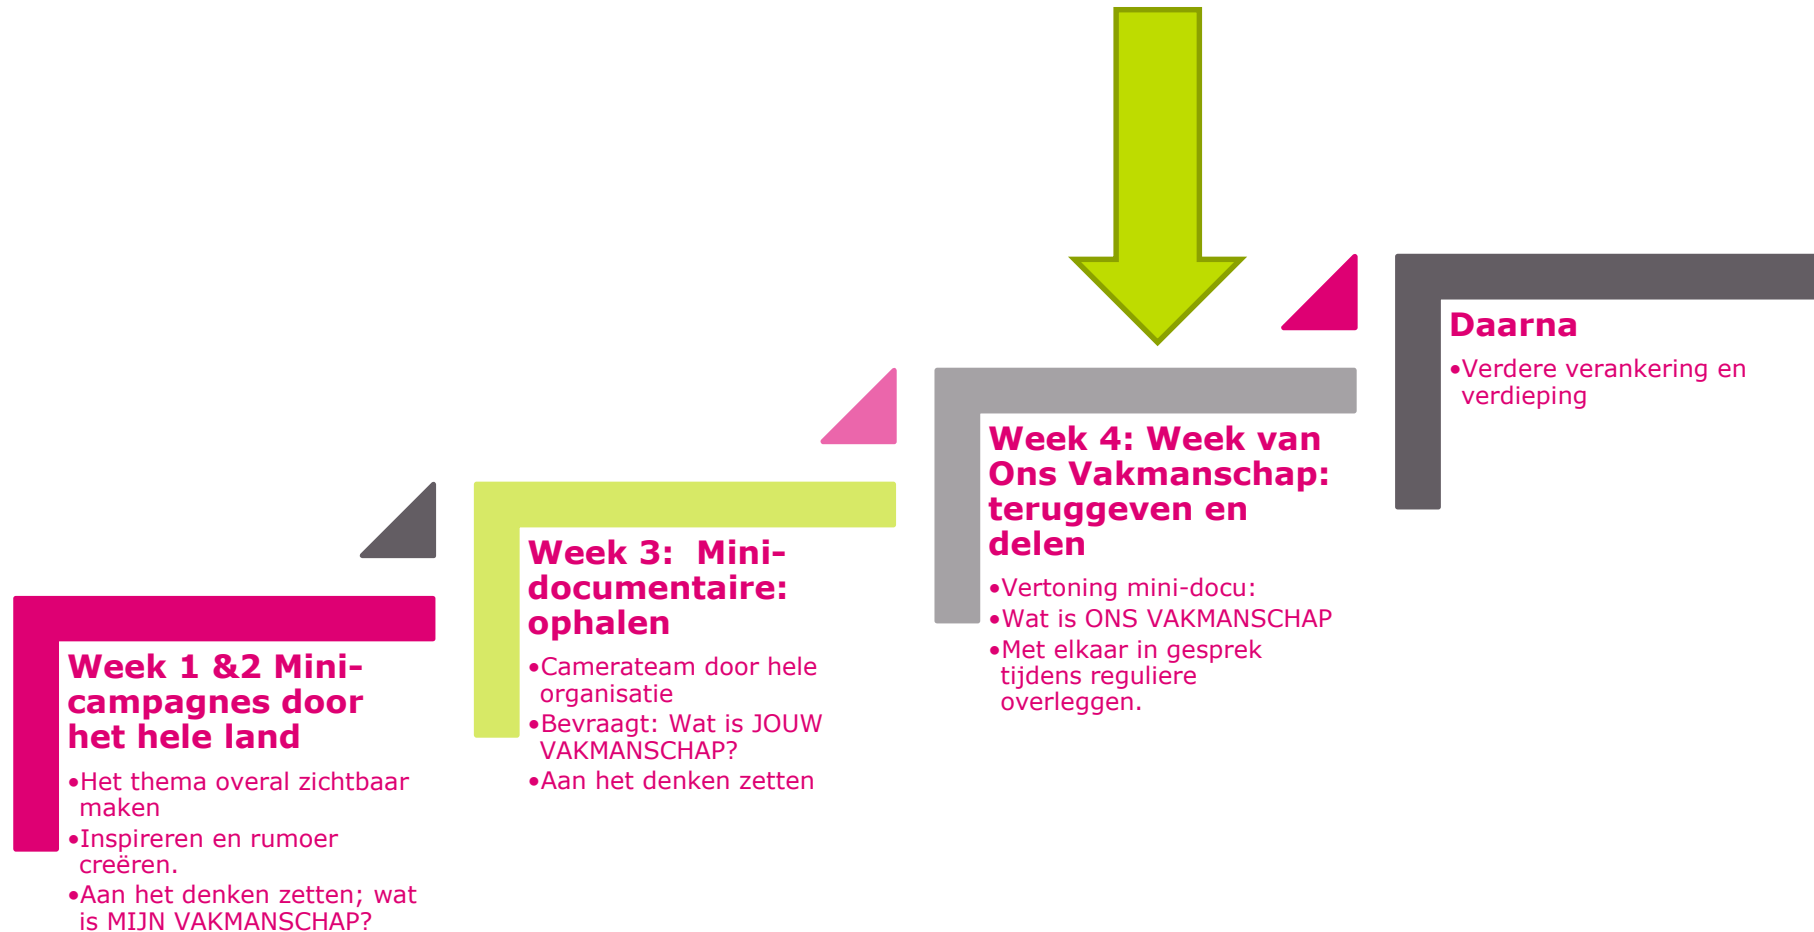 Week 1 &2 Mini-
campagnes door
het hele land
•Het thema overal zichtbaar
maken
•Inspireren en rumoer
creëren.
•Aan het denken zetten; wat
is MIJN VAKMANSCHAP?
Week 3:  Mini-
documentaire:
ophalen
•Camerateam door hele
organisatie
•Bevraagt: Wat is JOUW
VAKMANSCHAP?
•Aan het denken zetten
Week 4: Week van
Ons Vakmanschap:
teruggeven en
delen
•Vertoning mini-docu:
•Wat is ONS VAKMANSCHAP
•Met elkaar in gesprek
tijdens reguliere
overleggen.
Daarna
•Verdere verankering en
verdieping